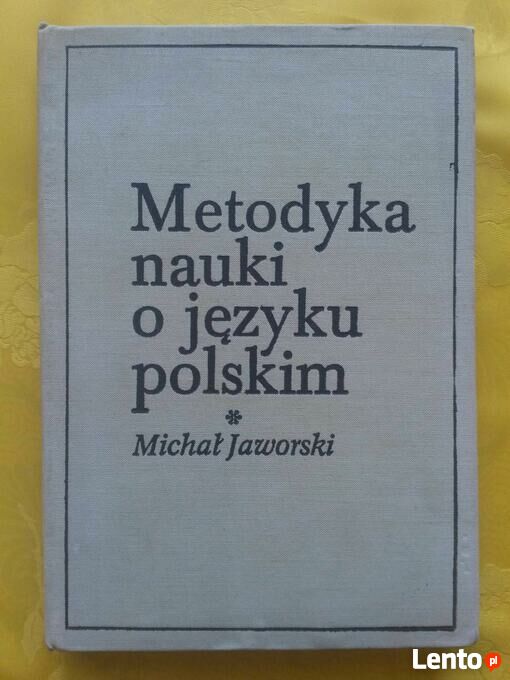 Metodyka
nauki
o języku
polskim
*
Michał Jaworski
Lento pl